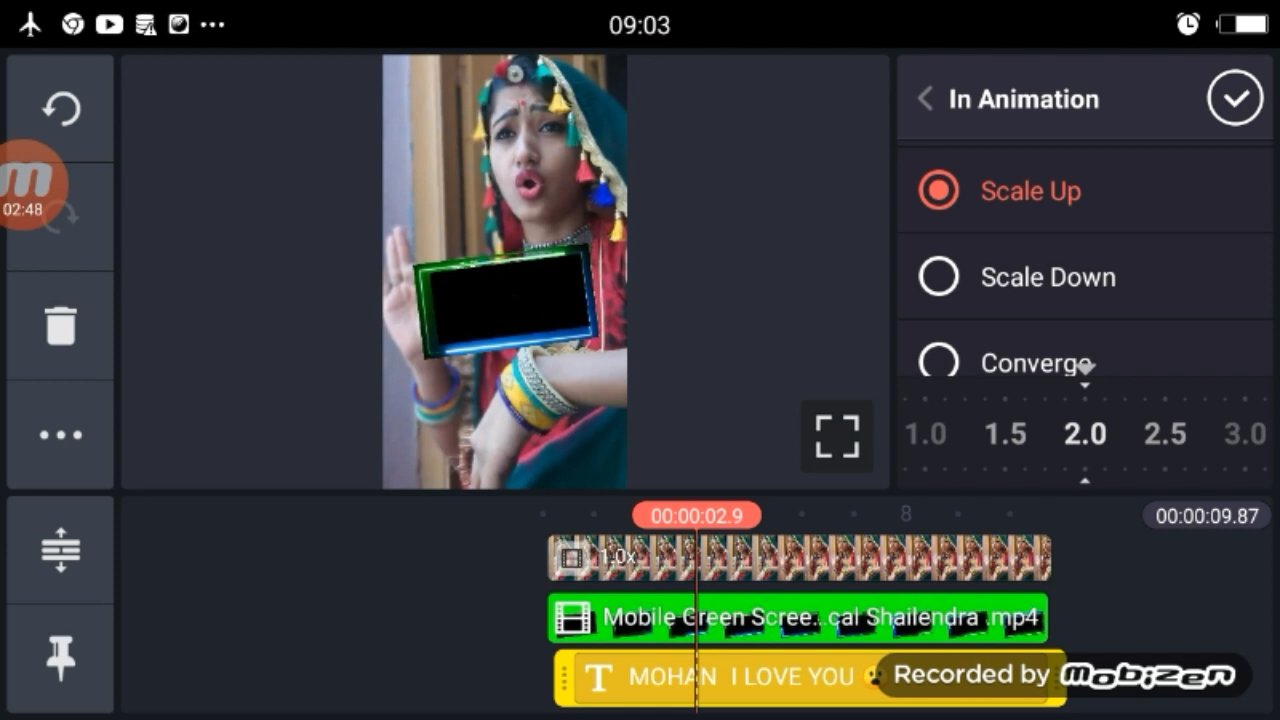 09:03
In Animation
m
02:48
Scale Up
Scale Down
Converge
1.0 1.5 2.0 2.5 3.0
00:00:02.9
8
00:00:09.87
1.0x
Mobile Green Scree...cal Shailendra .mp4
T MOHAN I LOVE YOU
Recorded by mobizen